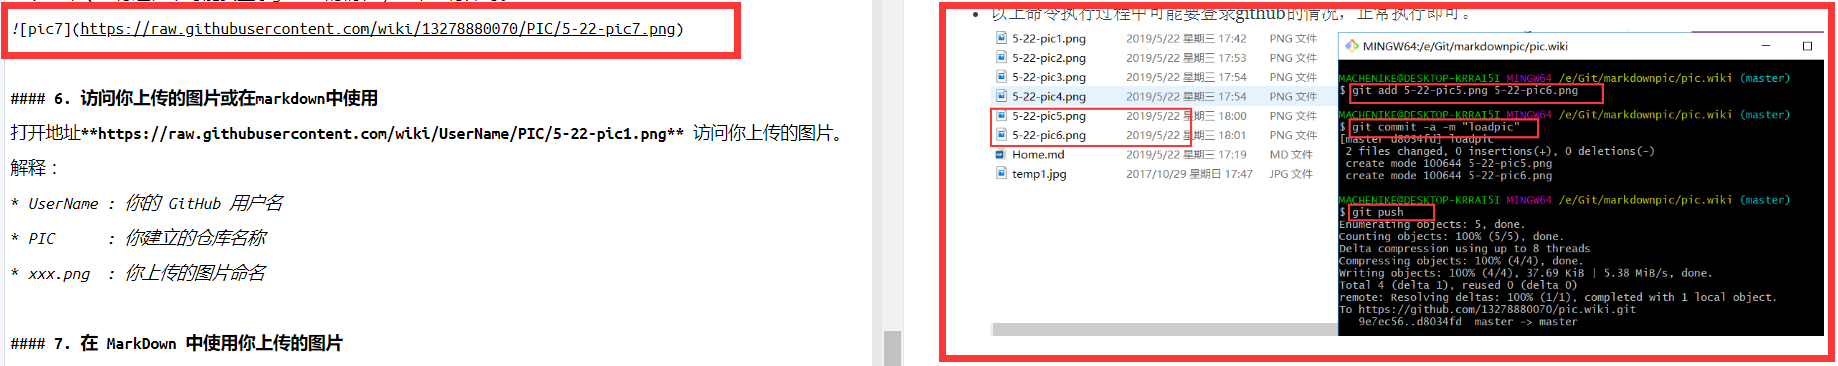 ![pic7](https://raw.githubusercontent.com/wiki/13278880070/PIC/5-22-pic7.png)
#### 6. 访问你上传的图片或在markdown中使用
打开地址**https://raw.githubusercontent.com/wiki/UserName/PIC/5-22-pic1.png** 访问你上传的图片。
解释：
* UserName : 你的 GitHub 用户名
* PIC : 你建立的仓库名称
* xxx.png : 你上传的图片命名
#### 7. 在 MarkDown 中使用你上传的图片
• 以上命令执行过程中可能要登录github的情况，正常执行即可。
5-22-pic1.png 2019/5/22 星期三 17:42 PNG 文件
5-22-pic2.png 2019/5/22 星期三 17:53 PNG 文件
5-22-pic3.png 2019/5/22 星期三 17:54 PNG 文件
5-22-pic4.png 2019/5/22 星期三 17:54 PNG 文件
5-22-pic5.png 2019/5/22 星期三 18:00 PNG 文件
5-22-pic6.png 2019/5/22 星期三 18:01 PNG 文件
Home.md 2019/5/22 星期三 17:19 MD 文件
temp1.jpg 2017/10/29 星期日 17:47 JPG 文件
MINGW64:/e/Git/markdownpic/pic.wiki
MACHENIKE@DESKTOP-KRRAI5I MINGW64 /e/Git/markdownpic/pic.wiki (master)
$ git add 5-22-pic5.png 5-22-pic6.png
MACHENIKE@DESKTOP-KRRAI5I MINGW64 /e/Git/markdownpic/pic.wiki (master)
$ git commit -a -m "loadpic"
[master d8034fd] loadpic
2 files changed, 0 insertions(+), 0 deletions(-)
create mode 100644 5-22-pic5.png
create mode 100644 5-22-pic6.png
MACHENIKE@DESKTOP-KRRAI5I MINGW64 /e/Git/markdownpic/pic.wiki (master)
$ git push
Enumerating objects: 5, done.
Counting objects: 100% (5/5), done.
Delta compression using up to 8 threads
Compressing objects: 100% (4/4), done.
Writing objects: 100% (4/4), 37.69 KiB | 5.38 MiB/s, done.
Total 4 (delta 1), reused 0 (delta 0)
remote: Resolving deltas: 100% (1/1), completed with 1 local object.
To https://github.com/13278880070/pic.wiki.git
9e7ec56..d8034fd master -> master